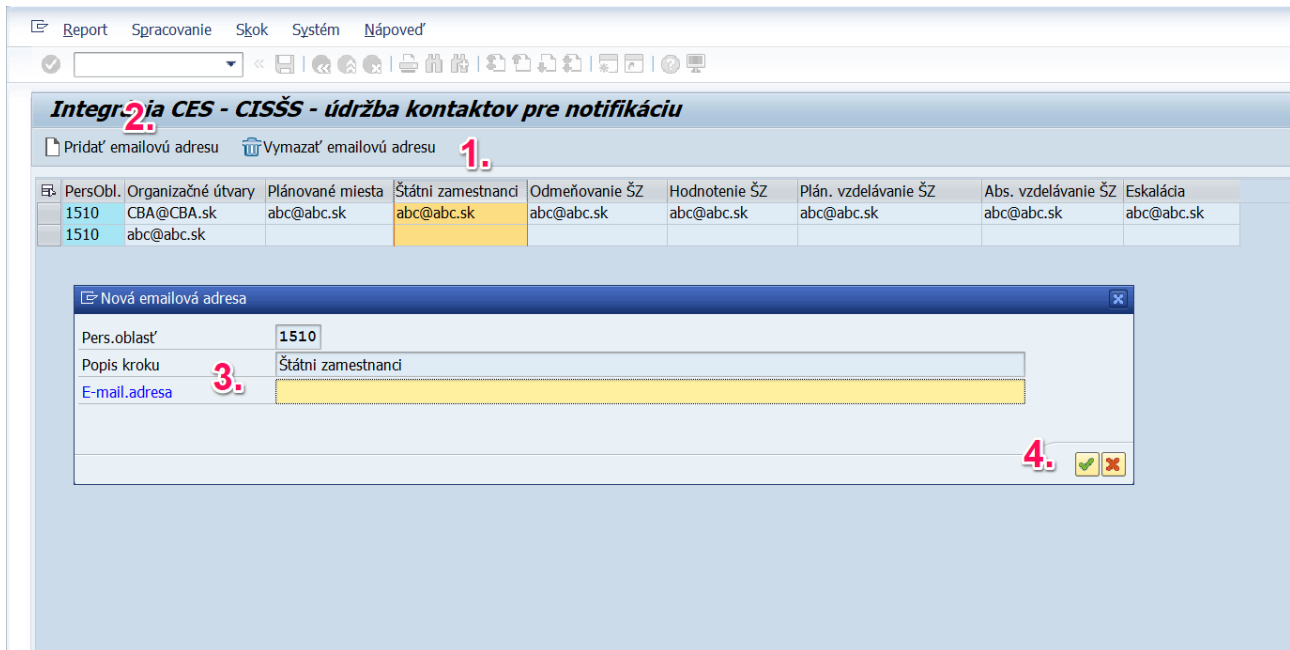 Report Spracovanie Skok Systém Nápoveď
Integrácia CES - CISŠS - údržba kontaktov pre notifikáciu
2.
Pridať emailovú adresu Vymazať emailovú adresu 1.
PersObl. Organizačné útvary Plánované miesta Štátni zamestnanci Odmeňovanie ŠZ Hodnotenie ŠZ Plán. vzdelávanie ŠZ Abs. vzdelávanie ŠZ Eskalácia
1510 CBA@CBA.sk abc@abc.sk abc@abc.sk abc@abc.sk abc@abc.sk abc@abc.sk abc@abc.sk abc@abc.sk
1510 abc@abc.sk
Nová emailová adresa
Pers.oblasť 1510
Popis kroku Štátni zamestnanci
3.
E-mail.adresa
4.